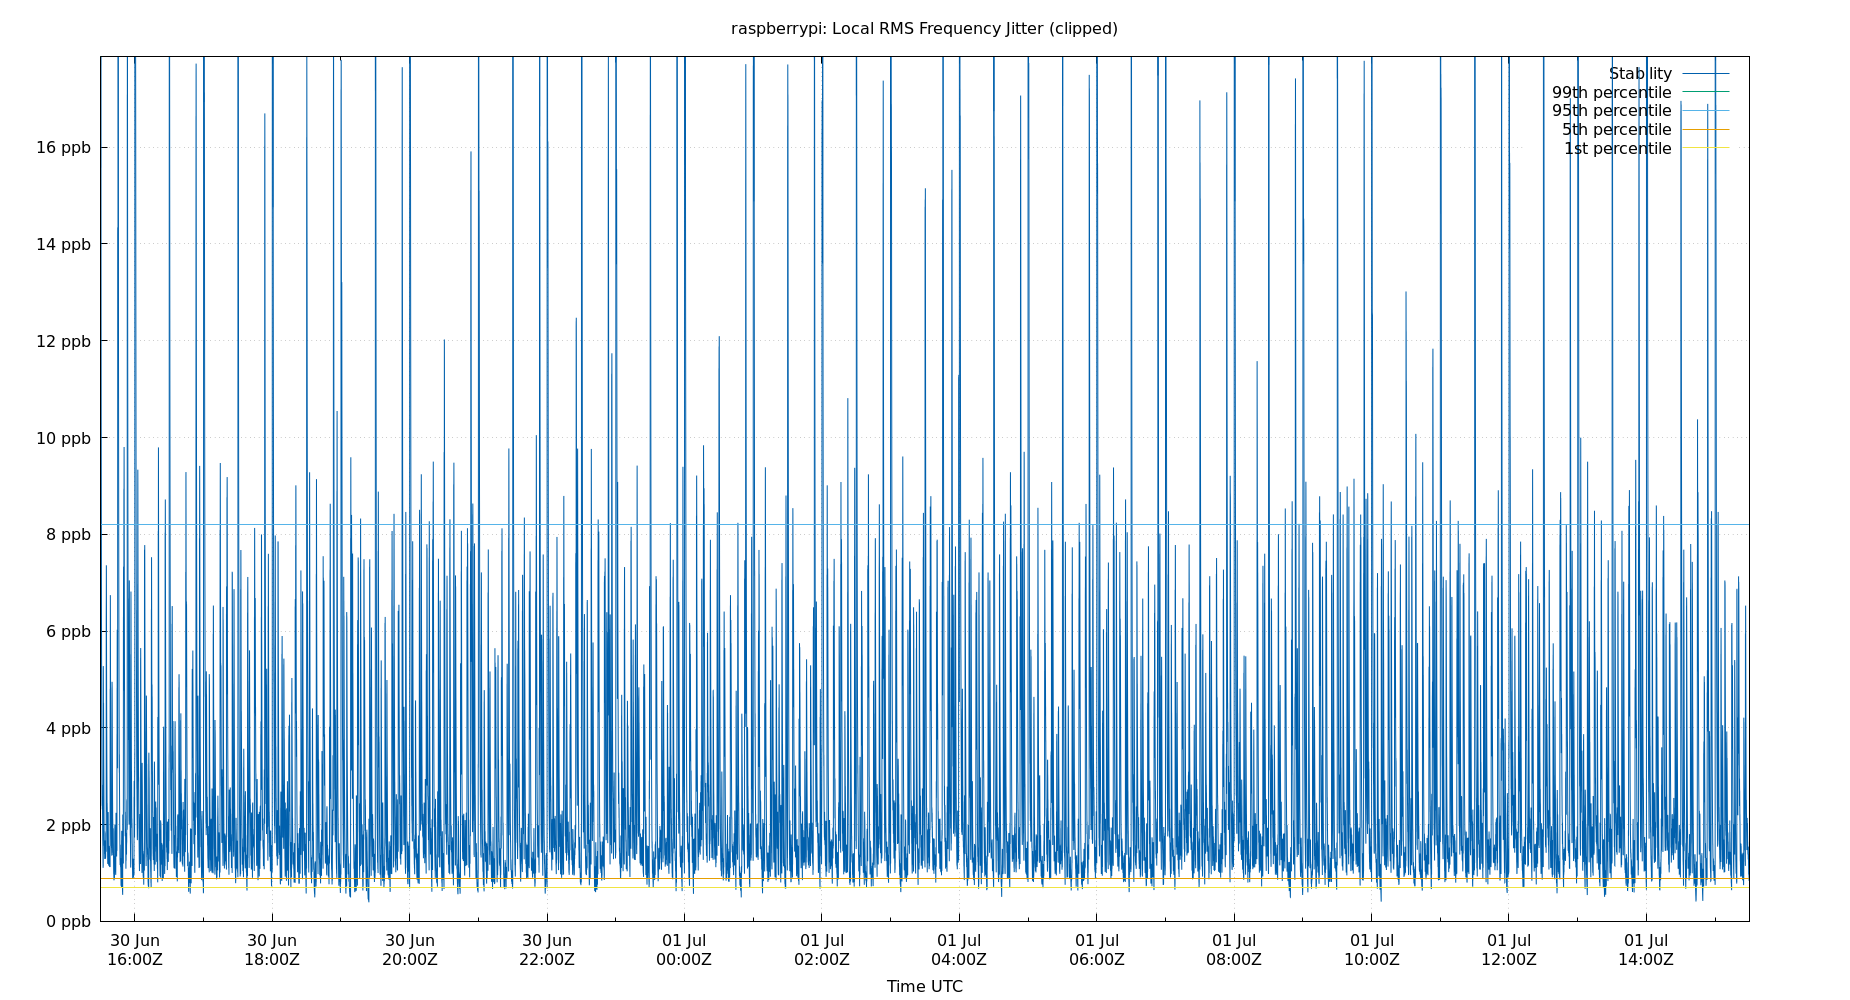 raspberrypi: Local RMS Frequency Jitter (clipped)
Stability
99th percentile
95th percentile
5th percentile
1st percentile
16 ppb
14 ppb
12 ppb
10 ppb
8 ppb
6 ppb
4 ppb
2 ppb
0 ppb
30 Jun 30 Jun 30 Jun 30 Jun 01 Jul 01 Jul 01 Jul 01 Jul 01 Jul 01 Jul 01 Jul 01 Jul
16:00Z 18:00Z 20:00Z 22:00Z 00:00Z 02:00Z 04:00Z 06:00Z 08:00Z 10:00Z 12:00Z 14:00Z
Time UTC